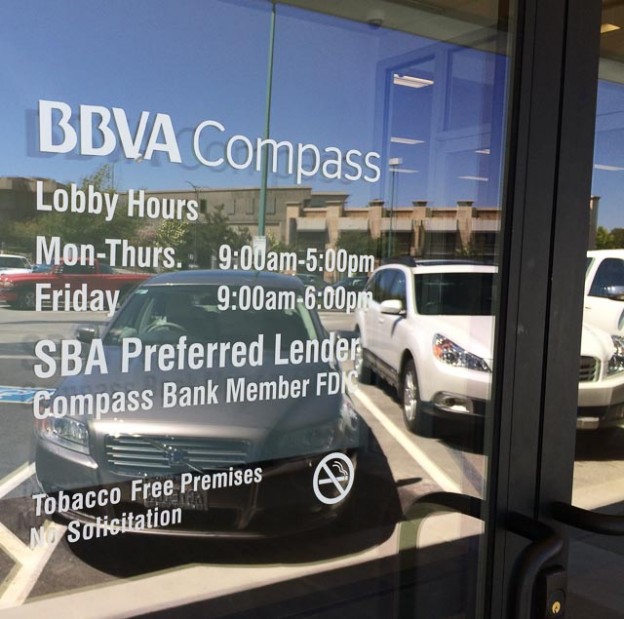 BBVA Compass
Lobby Hours
Mon-Thurs. 9:00am-5:00pm
Friday 9:00am-6:00pm
SBA Preferred Lender
Compass Bank Member FDIC
Tobacco Free Premises
No Solicitation